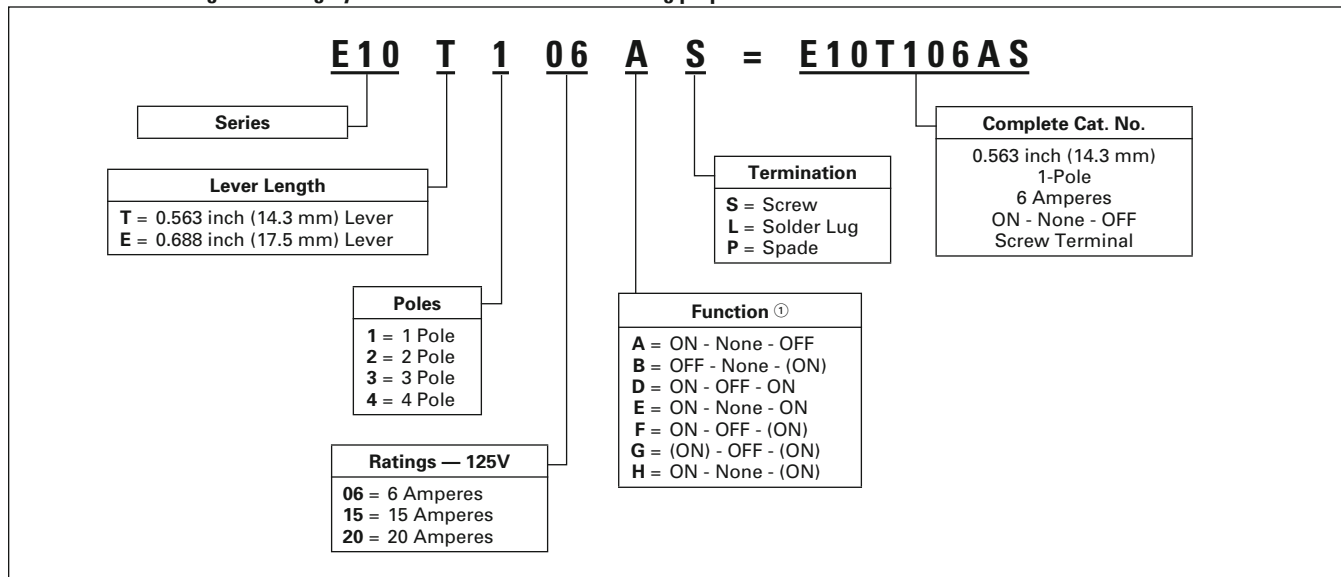 E10 T 1 06 A S = E10T106AS
Series
Lever Length
T = 0.563 inch (14.3 mm) Lever
E = 0.688 inch (17.5 mm) Lever
Poles
1 = 1 Pole
2 = 2 Pole
3 = 3 Pole
4 = 4 Pole
Ratings — 125V
06 = 6 Amperes
15 = 15 Amperes
20 = 20 Amperes
Termination
S = Screw
L = Solder Lug
P = Spade
Function ①
A = ON - None - OFF
B = OFF - None - (ON)
D = ON - OFF - ON
E = ON - None - ON
F = ON - OFF - (ON)
G = (ON) - OFF - (ON)
H = ON - None - (ON)
Complete Cat. No.
0.563 inch (14.3 mm)
1-Pole
6 Amperes
ON - None - OFF
Screw Terminal